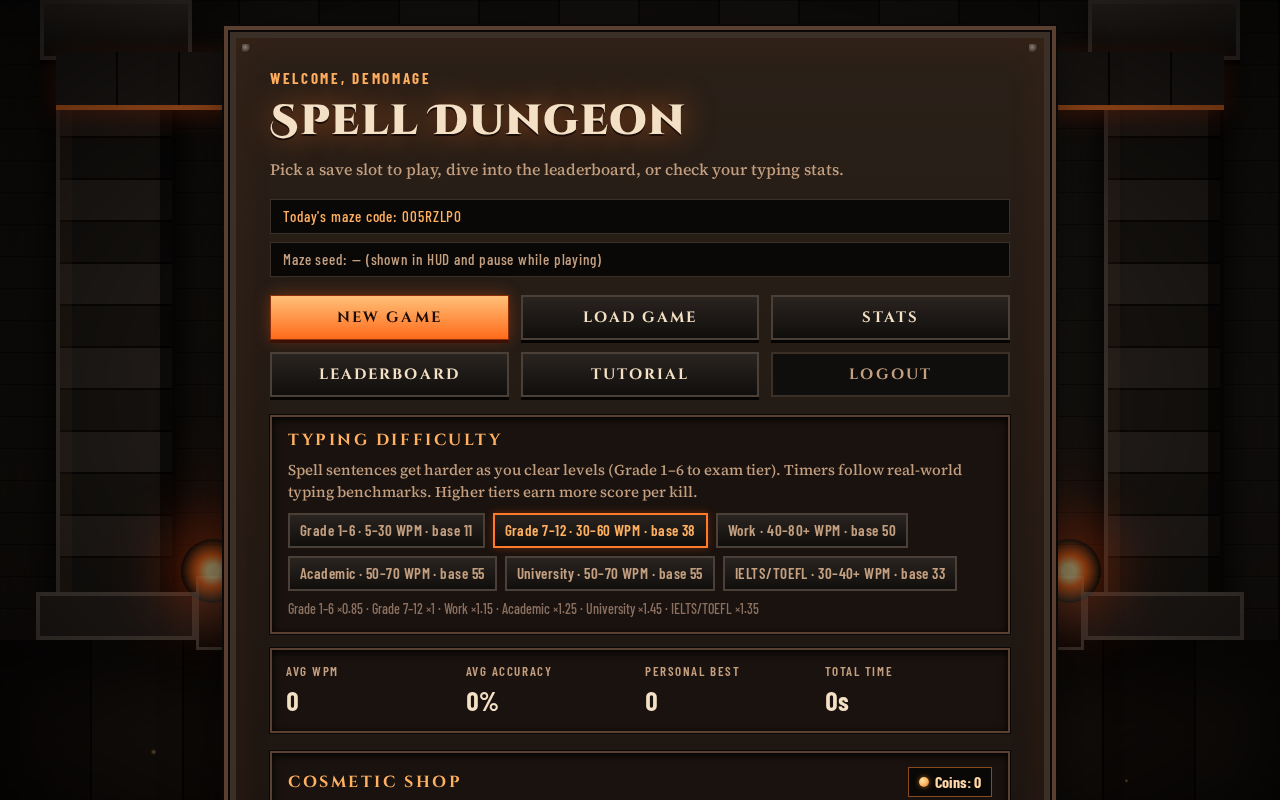 WELCOME, DEMOMAGE
SPELL DUNGEON
Pick a save slot to play, dive into the leaderboard, or check your typing stats.
Today's maze code: 005RZLP0
Maze seed: — (shown in HUD and pause while playing)
NEW GAME
LOAD GAME
STATS
LEADERBOARD
TUTORIAL
LOGOUT
TYPING DIFFICULTY
Spell sentences get harder as you clear levels (Grade 1–6 to exam tier). Timers follow real-world
typing benchmarks. Higher tiers earn more score per kill.
Grade 1-6 · 5-30 WPM · base 11
Grade 7-12 · 30-60 WPM · base 38
Work · 40-80+ WPM · base 50
Academic · 50-70 WPM · base 55
University · 50-70 WPM · base 55
IELTS/TOEFL · 30-40+ WPM · base 33
Grade 1-6 ×0.85 · Grade 7-12 ×1 · Work ×1.15 · Academic ×1.25 · University ×1.45 · IELTS/TOEFL ×1.35
AVG WPM
AVG ACCURACY
PERSONAL BEST
TOTAL TIME
0
0%
0
0s
COSMETIC SHOP
Coins: 0